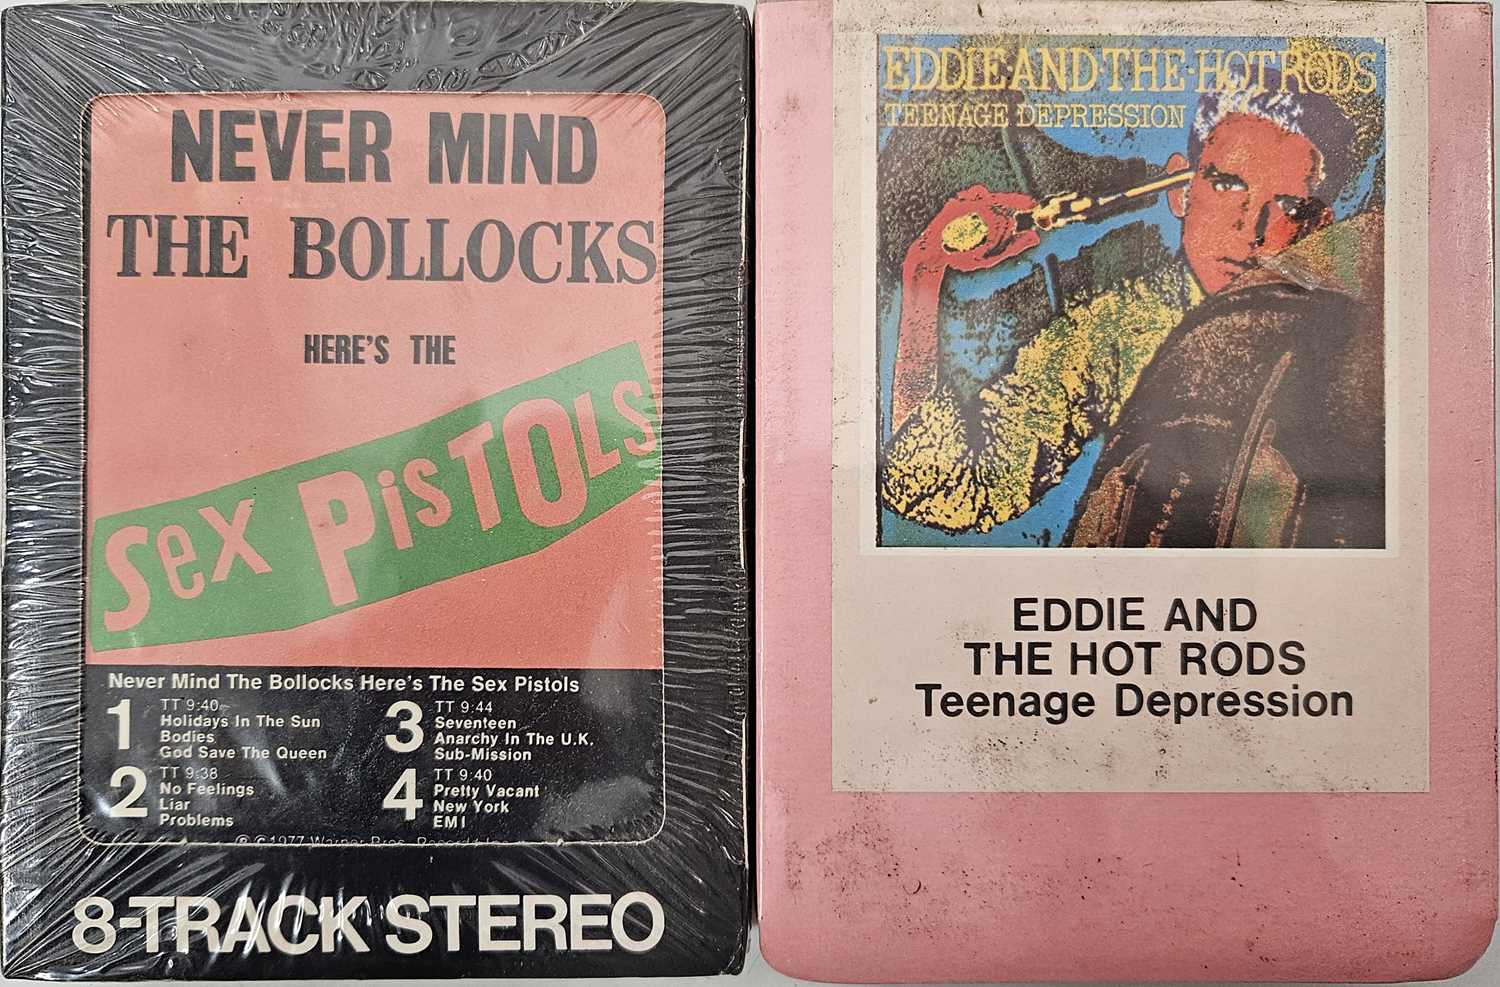 NEVER MIND
THE BOLLOCKS
HERE'S THE
SEX PiSTOLS
Never Mind The Bollocks Here's The Sex Pistols
1
TT 9:40
Holidays In The Sun
Bodies
God Save The Queen
2
TT 9:38
No Feelings
Liar
Problems
3
TT 9:44
Seventeen
Anarchy In The U.K.
Sub-Mission
4
TT 9:40
Pretty Vacant
New York
EMI
℗ © 1977 Warner Bros.
8-TRACK STEREO
EDDIE·AND·THE·HOT RODS
TEENAGE DEPRESSION
EDDIE AND
THE HOT RODS
Teenage Depression